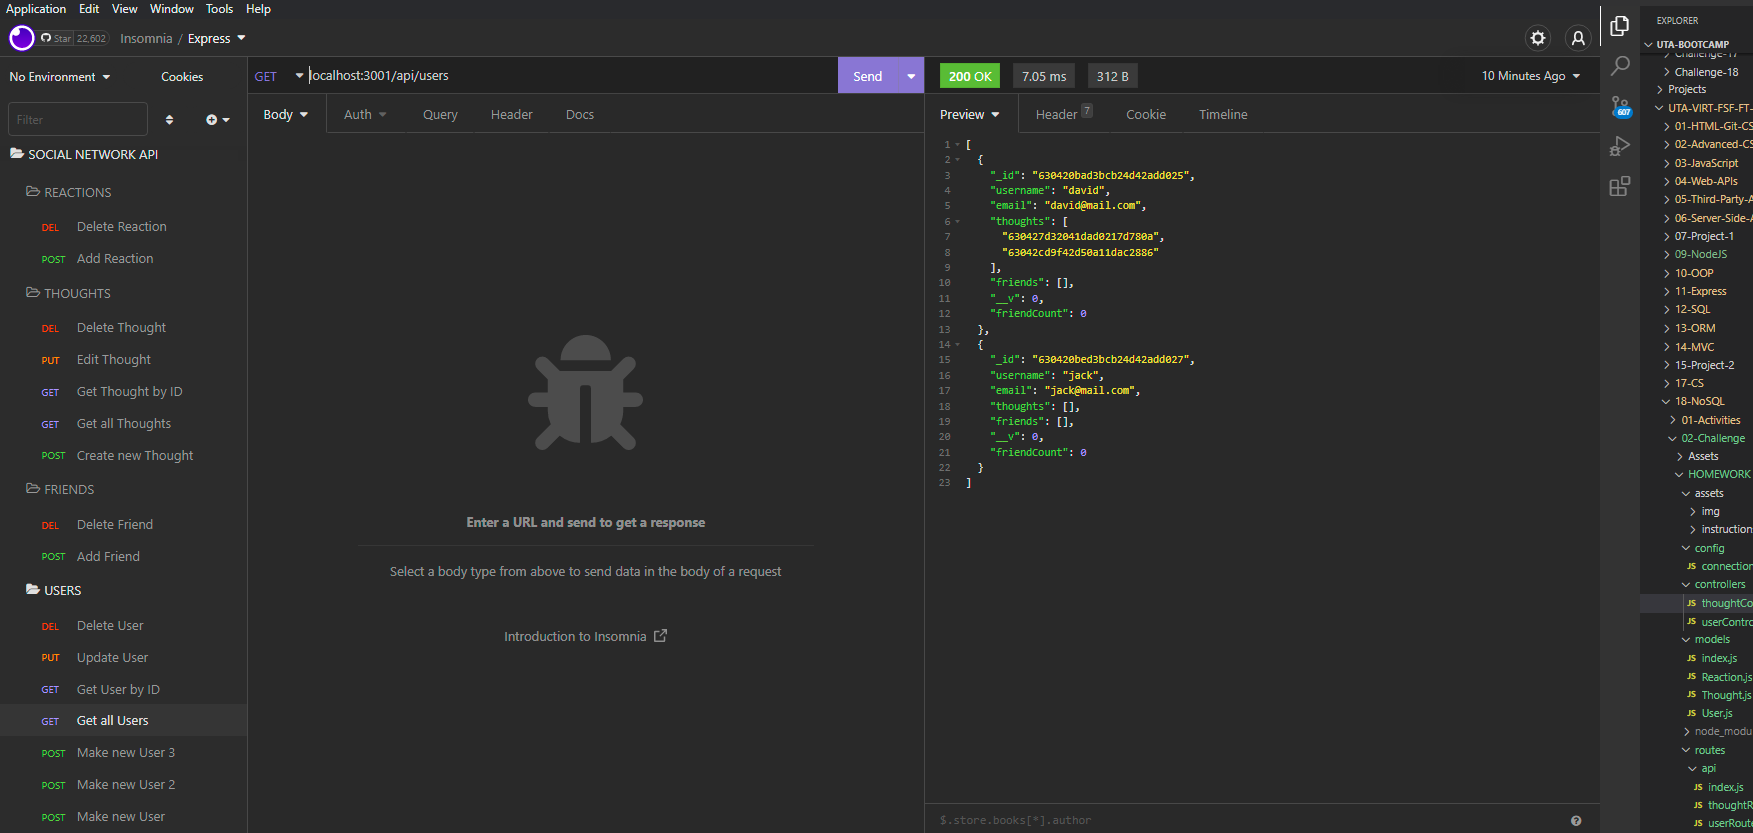 Application Edit View Window Tools Help
Star 22,602 Insomnia / Express
No Environment Cookies
Filter
SOCIAL NETWORK API
REACTIONS
DEL Delete Reaction
POST Add Reaction
THOUGHTS
DEL Delete Thought
PUT Edit Thought
GET Get Thought by ID
GET Get all Thoughts
POST Create new Thought
FRIENDS
DEL Delete Friend
POST Add Friend
USERS
DEL Delete User
PUT Update User
GET Get User by ID
GET Get all Users
POST Make new User 3
POST Make new User 2
POST Make new User
GET localhost:3001/api/users Send
Body Auth Query Header Docs
Enter a URL and send to get a response
Select a body type from above to send data in the body of a request
Introduction to Insomnia
200 OK 7.05 ms 312 B 10 Minutes Ago
Preview Header 7 Cookie Timeline
1 [
2 {
3 "_id": "630420bad3bcb24d42add025",
4 "username": "david",
5 "email": "david@mail.com",
6 "thoughts": [
7 "630427d32041dad0217d780a",
8 "63042cd9f42d50a11dac2886"
9 ],
10 "friends": [],
11 "__v": 0,
12 "friendCount": 0
13 },
14 {
15 "_id": "630420bed3bcb24d42add027",
16 "username": "jack",
17 "email": "jack@mail.com",
18 "thoughts": [],
19 "friends": [],
20 "__v": 0,
21 "friendCount": 0
22 }
23 ]
$.store.books[*].author
607
EXPLORER
UTA-BOOTCAMP
Challenge-17
Challenge-18
Projects
UTA-VIRT-FSF-FT-
01-HTML-Git-CS
02-Advanced-CS
03-JavaScript
04-Web-APIs
05-Third-Party-A
06-Server-Side-A
07-Project-1
09-NodeJS
10-OOP
11-Express
12-SQL
13-ORM
14-MVC
15-Project-2
17-CS
18-NoSQL
01-Activities
02-Challenge
Assets
HOMEWORK
assets
img
instruction
config
JS connection
controllers
JS thoughtCo
JS userContro
models
JS index.js
JS Reaction.js
JS Thought.js
JS User.js
node_modu
routes
api
JS index.js
JS thoughtR
JS userRout